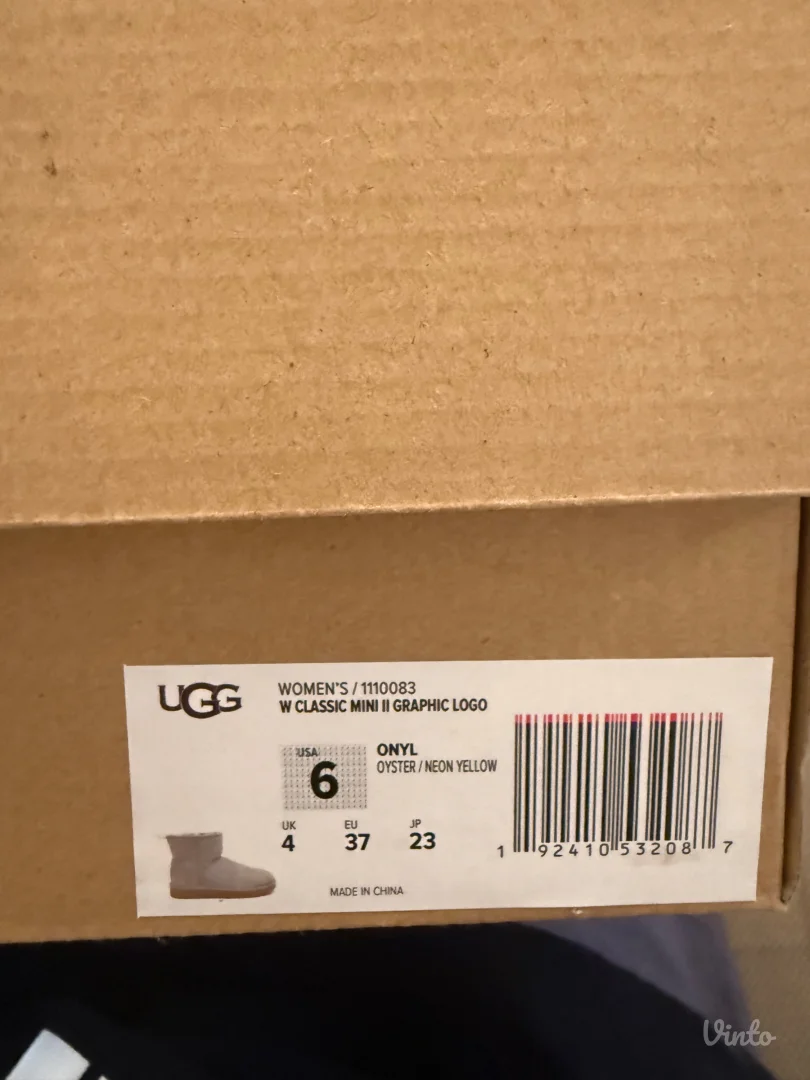 UGG
WOMEN'S / 1110083
W CLASSIC MINI II GRAPHIC LOGO
USA
6
ONYL
OYSTER / NEON YELLOW
UK EU JP
4 37 23
MADE IN CHINA
1 92410 53208 7
Vinto